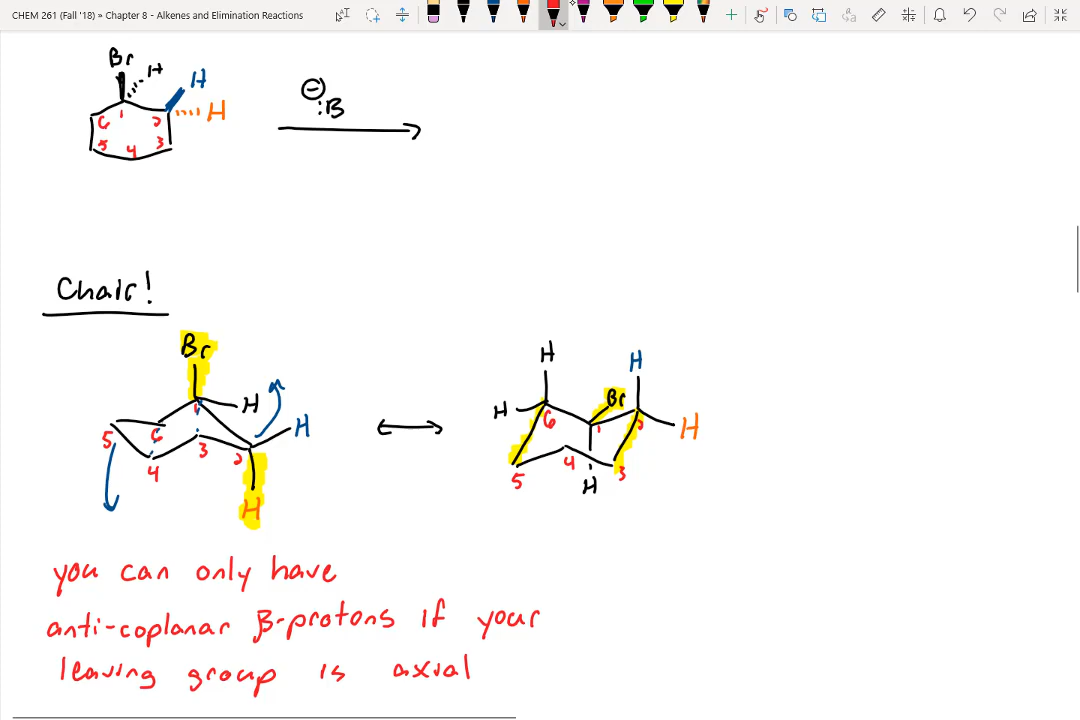 CHEM 261 (Fall '18) » Chapter 8 - Alkenes and Elimination Reactions
Br
H
H
H
6 1 2
5 4 3
⊖
:B
Chair!
Br
H
H
1
5 6 3 2
4
H
H H
Br
H
H
6 1 2
4
5 3
H
you can only have
anti-coplanar β-protons if your
leaving group is axial